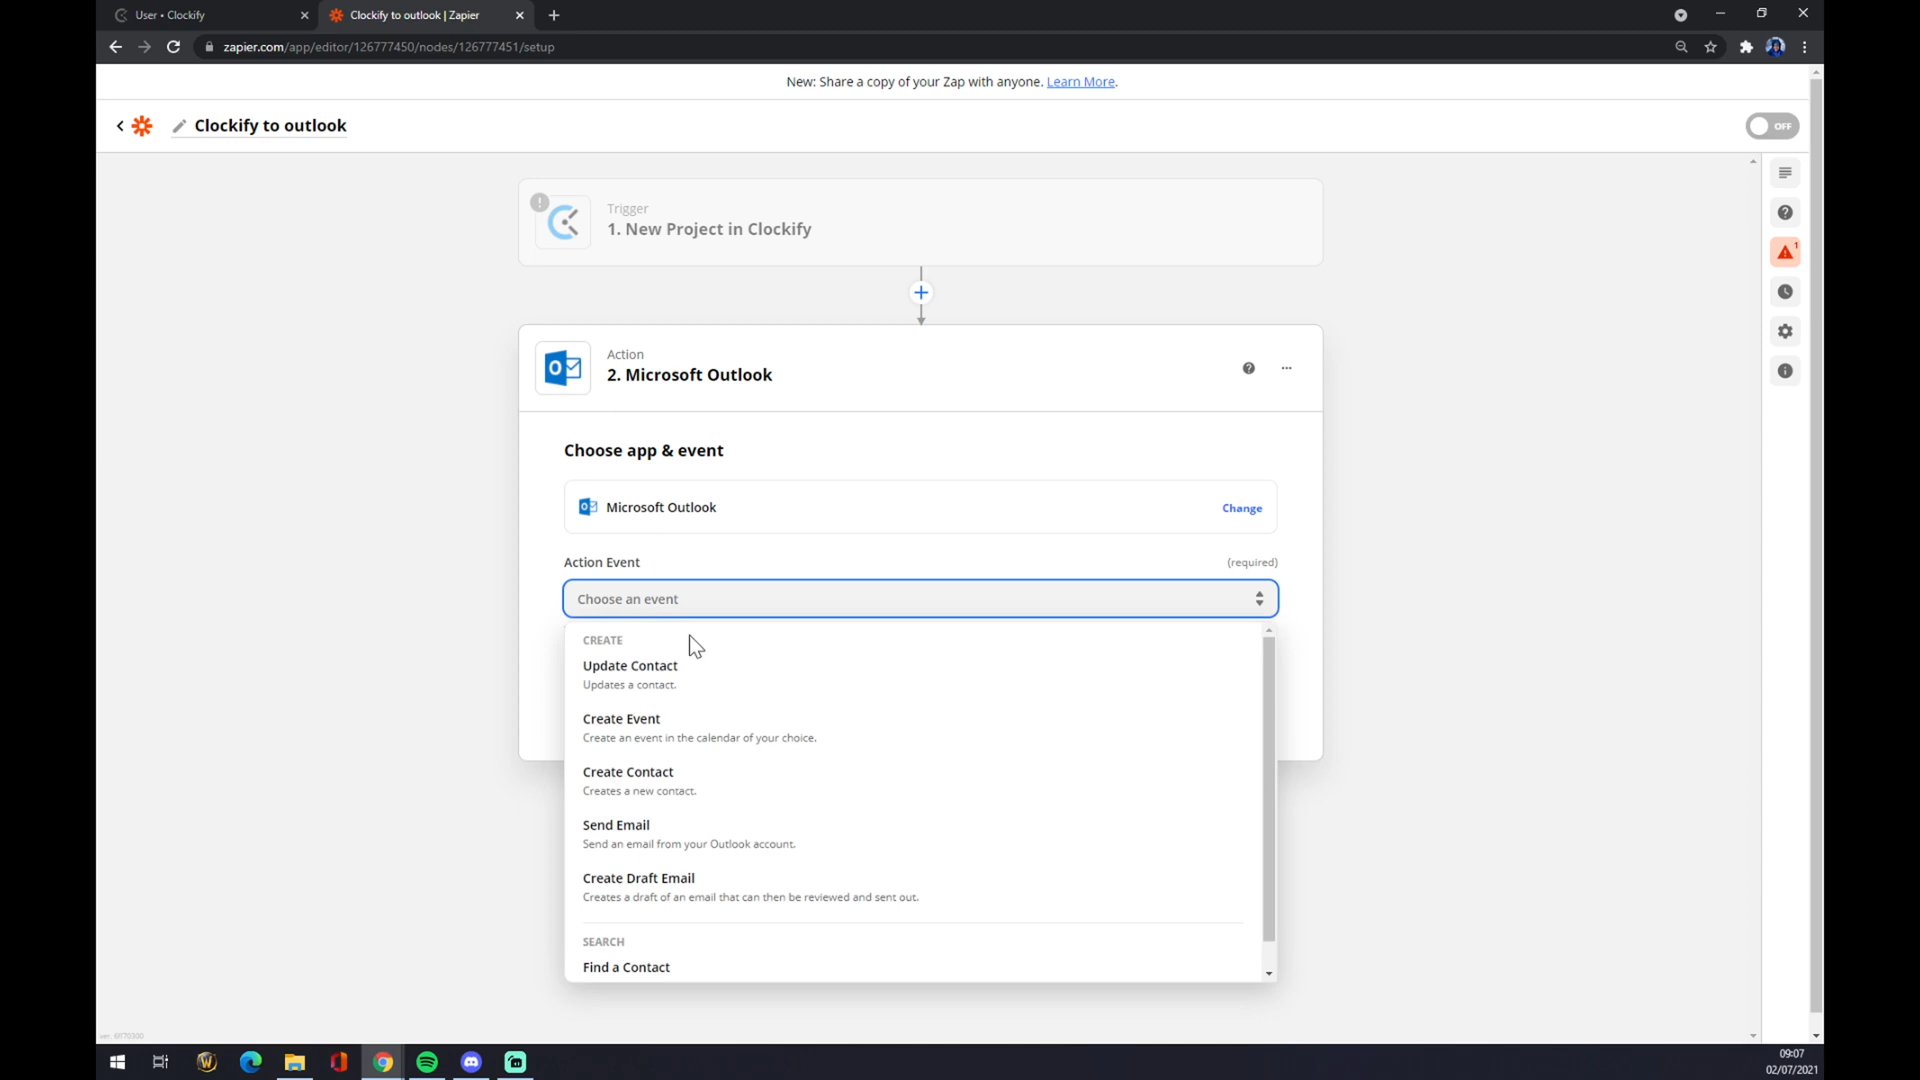 User • Clockify
Clockify to outlook | Zapier
zapier.com/app/editor/126777450/nodes/126777451/setup
New: Share a copy of your Zap with anyone. Learn More.
Clockify to outlook
OFF
Trigger
1. New Project in Clockify
1
Action
2. Microsoft Outlook
Choose app & event
Microsoft Outlook
Change
Action Event
(required)
Choose an event
CREATE
Update Contact
Updates a contact.
Create Event
Create an event in the calendar of your choice.
Create Contact
Creates a new contact.
Send Email
Send an email from your Outlook account.
Create Draft Email
Creates a draft of an email that can then be reviewed and sent out.
SEARCH
Find a Contact
09:07
02/07/2021